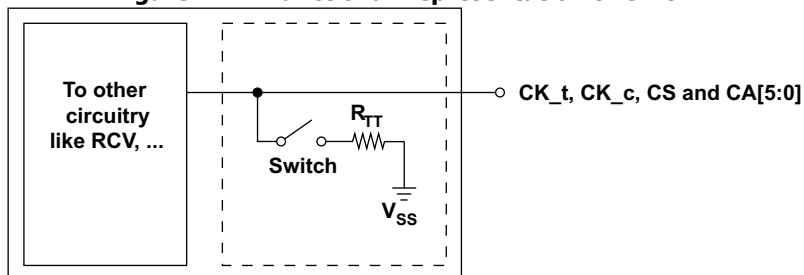 To other
circuitry
like RCV, ...
CK_t, CK_c, CS and CA[5:0]
RTT
Switch
VSS